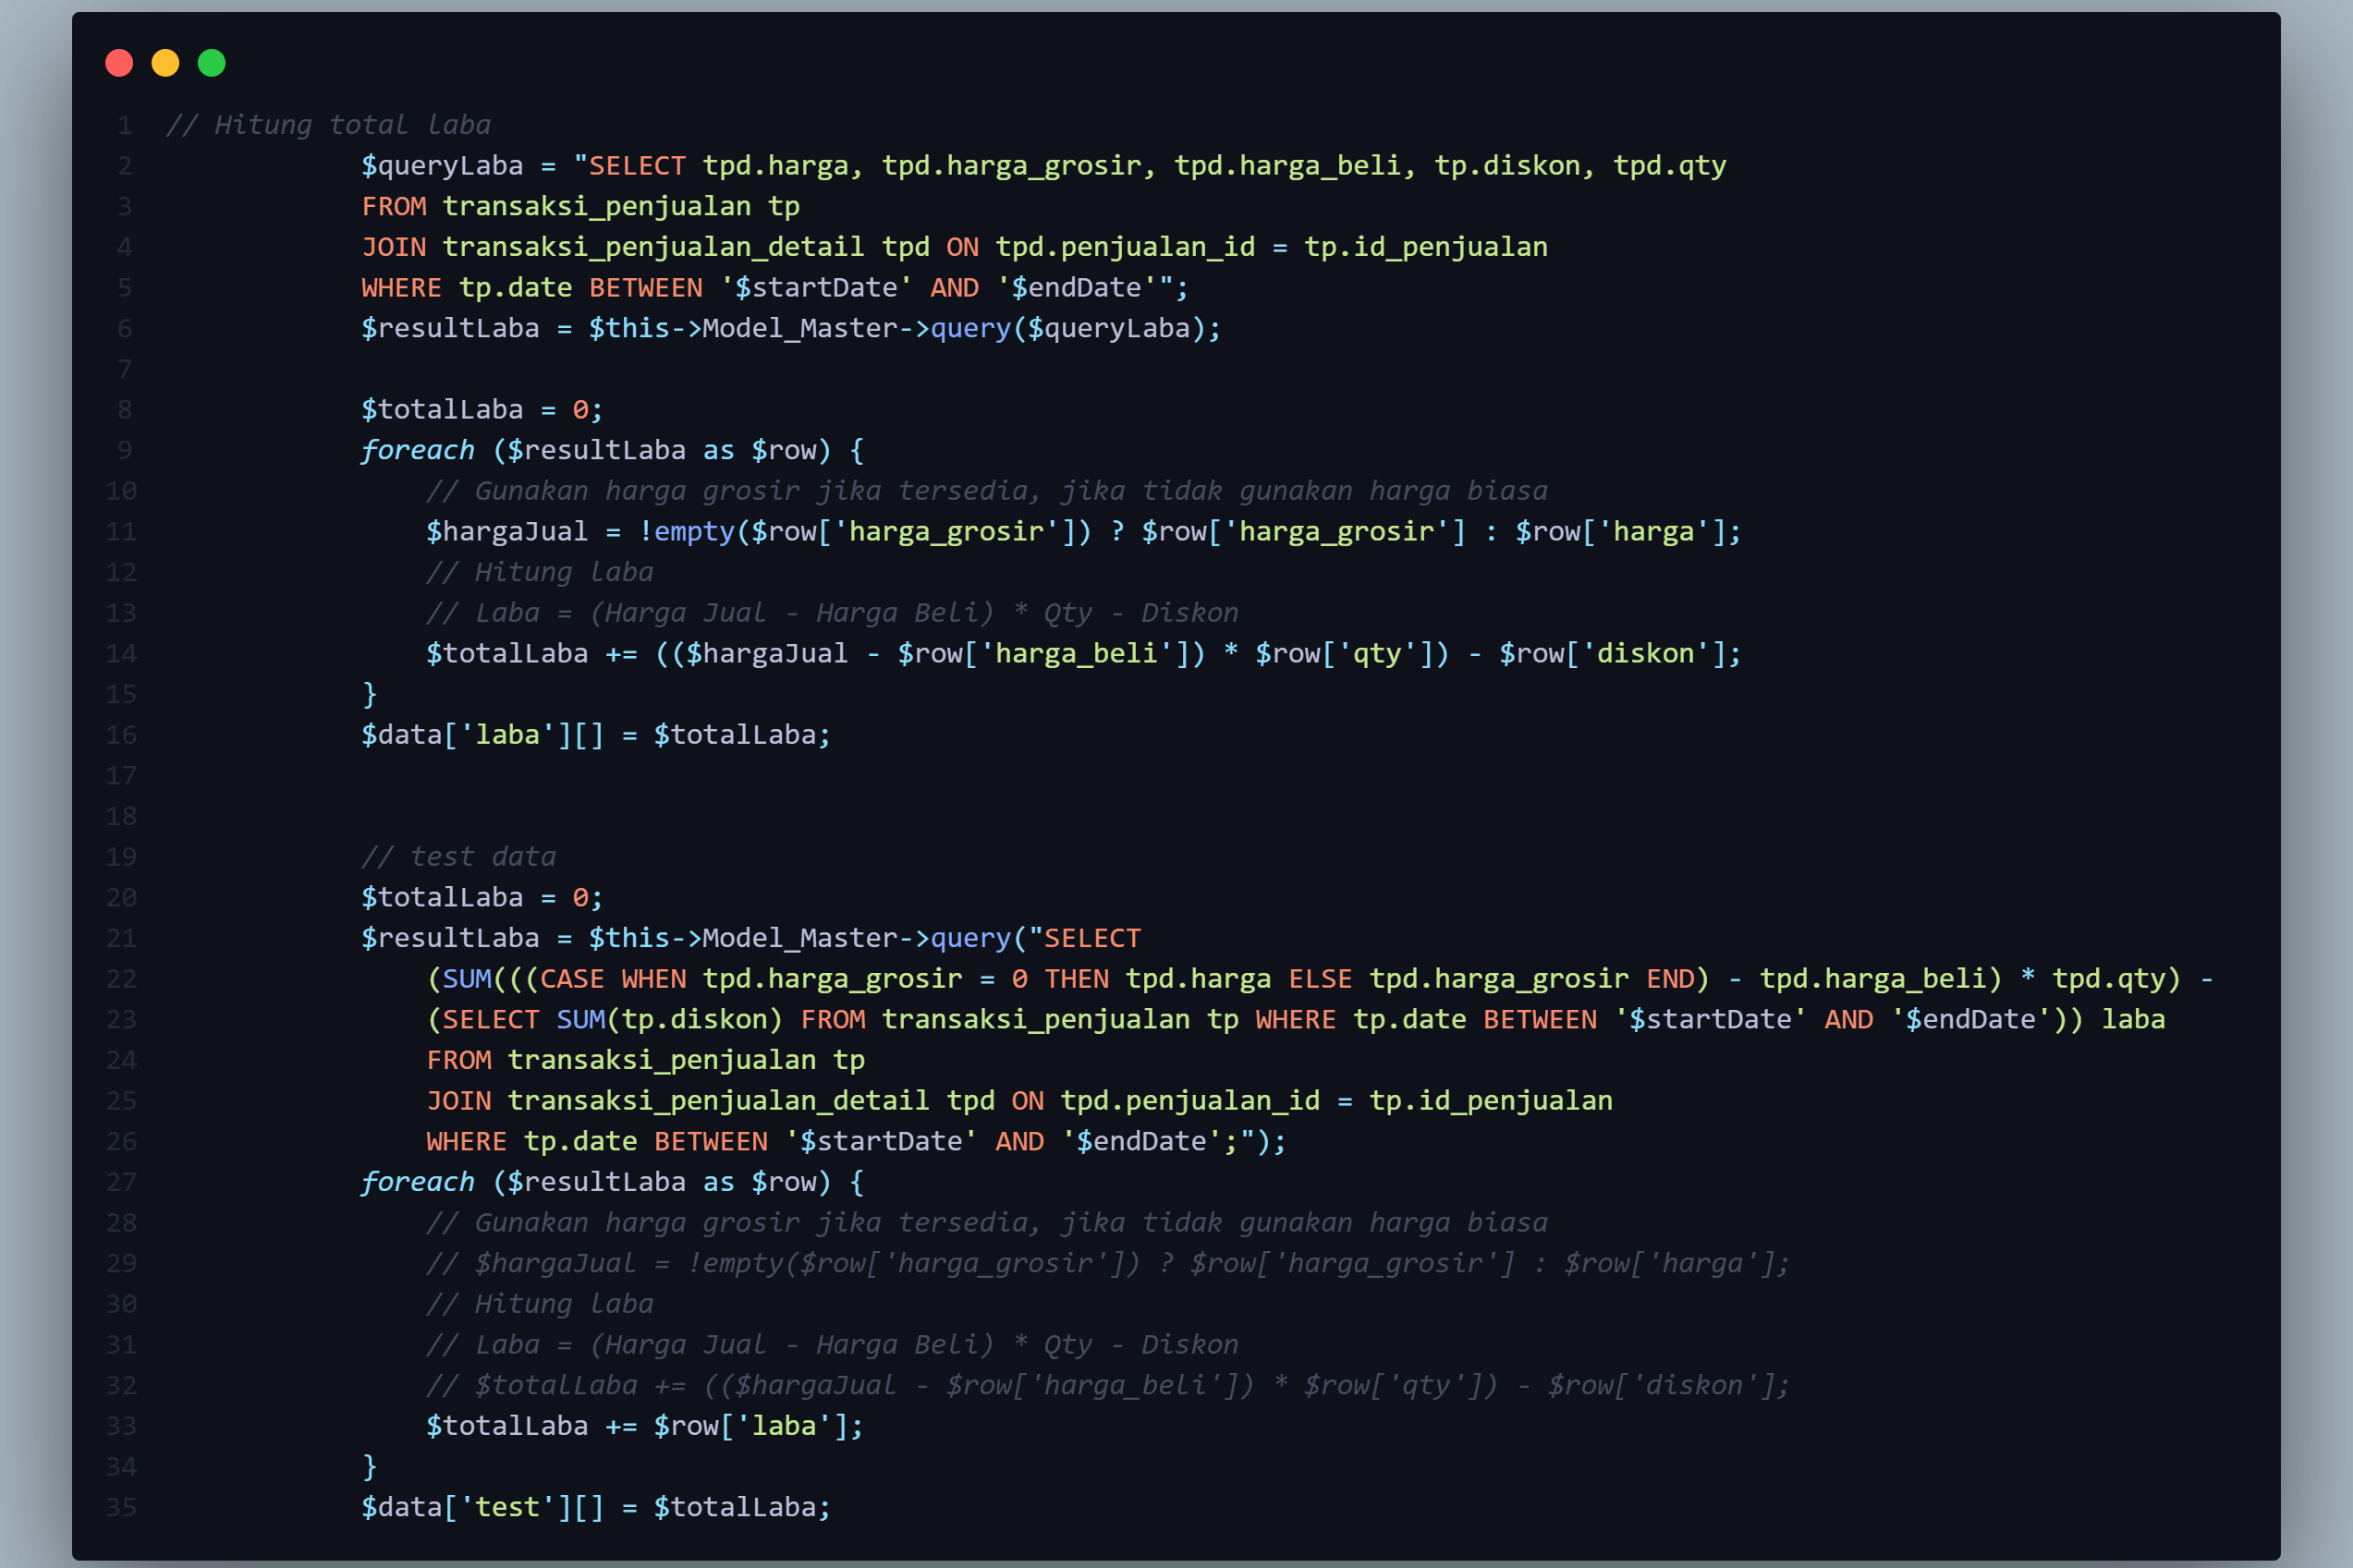 1 // Hitung total laba
2 $queryLaba = "SELECT tpd.harga, tpd.harga_grosir, tpd.harga_beli, tp.diskon, tpd.qty
3 FROM transaksi_penjualan tp
4 JOIN transaksi_penjualan_detail tpd ON tpd.penjualan_id = tp.id_penjualan
5 WHERE tp.date BETWEEN '$startDate' AND '$endDate'";
6 $resultLaba = $this->Model_Master->query($queryLaba);
7
8 $totalLaba = 0;
9 foreach ($resultLaba as $row) {
10 // Gunakan harga grosir jika tersedia, jika tidak gunakan harga biasa
11 $hargaJual = !empty($row['harga_grosir']) ? $row['harga_grosir'] : $row['harga'];
12 // Hitung laba
13 // Laba = (Harga Jual - Harga Beli) * Qty - Diskon
14 $totalLaba += (($hargaJual - $row['harga_beli']) * $row['qty']) - $row['diskon'];
15 }
16 $data['laba'][] = $totalLaba;
17
18
19 // test data
20 $totalLaba = 0;
21 $resultLaba = $this->Model_Master->query("SELECT
22 (SUM(((CASE WHEN tpd.harga_grosir = 0 THEN tpd.harga ELSE tpd.harga_grosir END) - tpd.harga_beli) * tpd.qty) -
23 (SELECT SUM(tp.diskon) FROM transaksi_penjualan tp WHERE tp.date BETWEEN '$startDate' AND '$endDate')) laba
24 FROM transaksi_penjualan tp
25 JOIN transaksi_penjualan_detail tpd ON tpd.penjualan_id = tp.id_penjualan
26 WHERE tp.date BETWEEN '$startDate' AND '$endDate';");
27 foreach ($resultLaba as $row) {
28 // Gunakan harga grosir jika tersedia, jika tidak gunakan harga biasa
29 // $hargaJual = !empty($row['harga_grosir']) ? $row['harga_grosir'] : $row['harga'];
30 // Hitung laba
31 // Laba = (Harga Jual - Harga Beli) * Qty - Diskon
32 // $totalLaba += (($hargaJual - $row['harga_beli']) * $row['qty']) - $row['diskon'];
33 $totalLaba += $row['laba'];
34 }
35 $data['test'][] = $totalLaba;